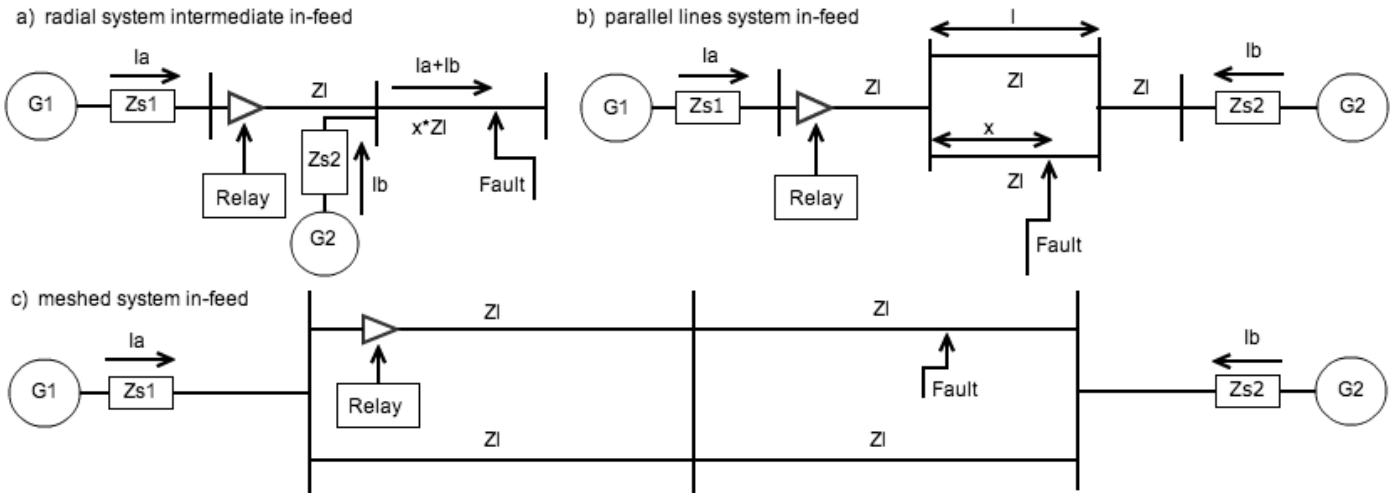 a) radial system intermediate in-feed
Ia
Ia+Ib
G1
Zs1
Zl
x*Zl
Zs2
Ib
Relay
Fault
G2
b) parallel lines system in-feed
l
Ia
Ib
Zl
G1
Zs1
Zl
Zl
Zs2
G2
x
Zl
Relay
Fault
c) meshed system in-feed
Zl
Zl
Ia
Ib
G1
Zs1
Relay
Fault
Zs2
G2
Zl
Zl